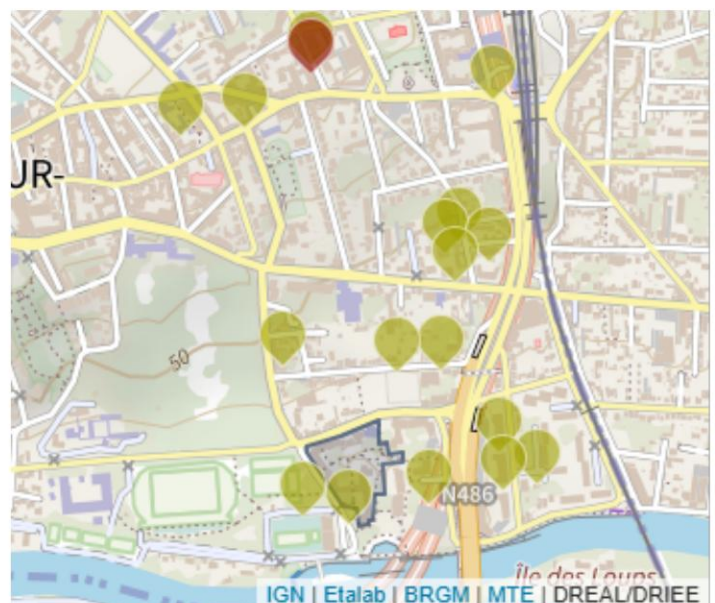 UR-
50
N486
Île des Loups
IGN | Etalab | BRGM | MTE | DREAL/DRIEE